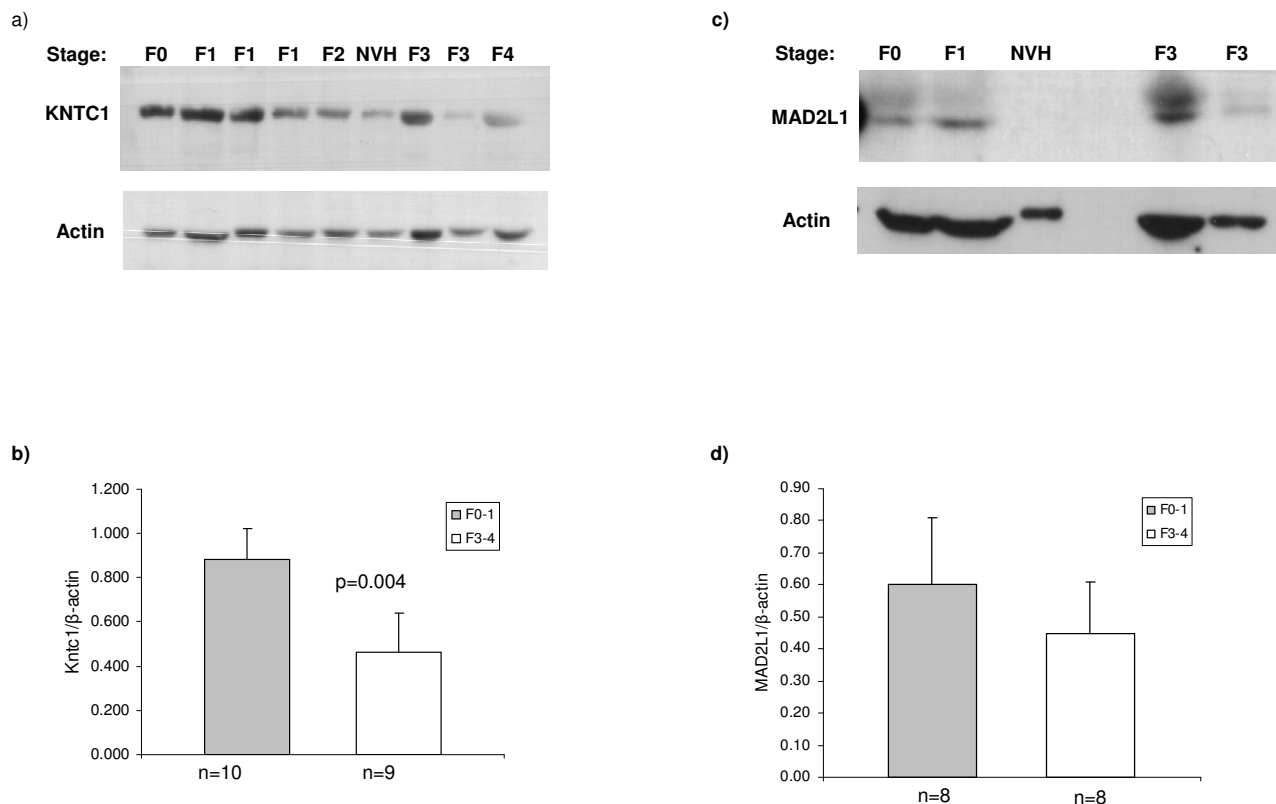 a)
Stage: F0 F1 F1 F1 F2 NVH F3 F3 F4
KNTC1
Actin
c)
Stage: F0 F1 NVH F3 F3
MAD2L1
Actin
b)
Kntc1/β-actin
1.200
1.000
0.800
0.600
0.400
0.200
0.000
F0-1
F3-4
p=0.004
n=10 n=9
d)
MAD2L1/β-actin
0.90
0.80
0.70
0.60
0.50
0.40
0.30
0.20
0.10
0.00
F0-1
F3-4
n=8 n=8